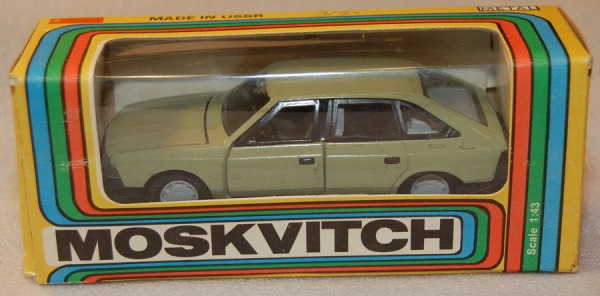 MADE IN USSR
METAL
MOSKVITCH
Scale 1:43